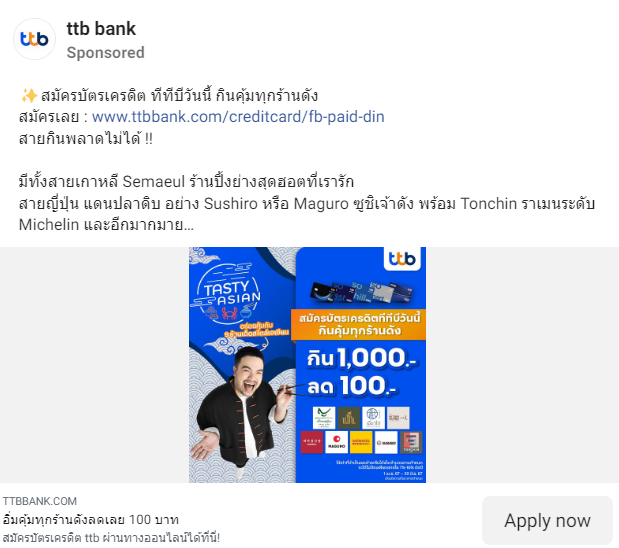 ttb bank
Sponsored
✨ สมัครบัตรเครดิต ทีทีบีวันนี้ กินคุ้มทุกร้านดัง
สมัครเลย : www.ttbbank.com/creditcard/fb-paid-din
สายกินพลาดไม่ได้ !!
มีทั้งสายเกาหลี Semaeul ร้านปิ้งย่างสุดฮอตที่เรารัก
สายญี่ปุ่น แดนปลาดิบ อย่าง Sushiro หรือ Maguro ซูชิเจ้าดัง พร้อม Tonchin ราเมนระดับ
Michelin และอีกมากมาย...
ttb
TASTY
ASIAN
สมัครบัตรเครดิตทีทีบีวันนี้
กินคุ้มทุกร้านดัง
กิน 1,000.-
ลด 100.-
MAGURO
TTBBANK.COM
อิ่มคุ้มทุกร้านดังลดเลย 100 บาท
สมัครบัตรเครดิต ttb ผ่านทางออนไลน์ได้ที่นี่!
Apply now